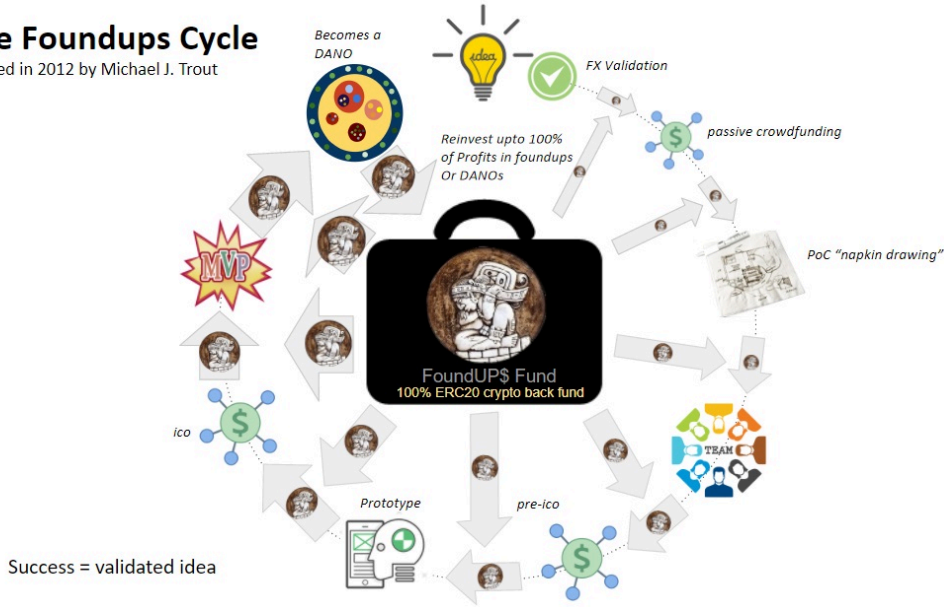 e Foundups Cycle
ed in 2012 by Michael J. Trout
Becomes a
DANO
idea
FX Validation
passive crowdfunding
Reinvest upto 100%
of Profits in foundups
Or DANOs
MVP
PoC “napkin drawing”
FoundUP$ Fund
100% ERC20 crypto back fund
$
$
$
TEAM
ico
Prototype
pre-ico
Success = validated idea